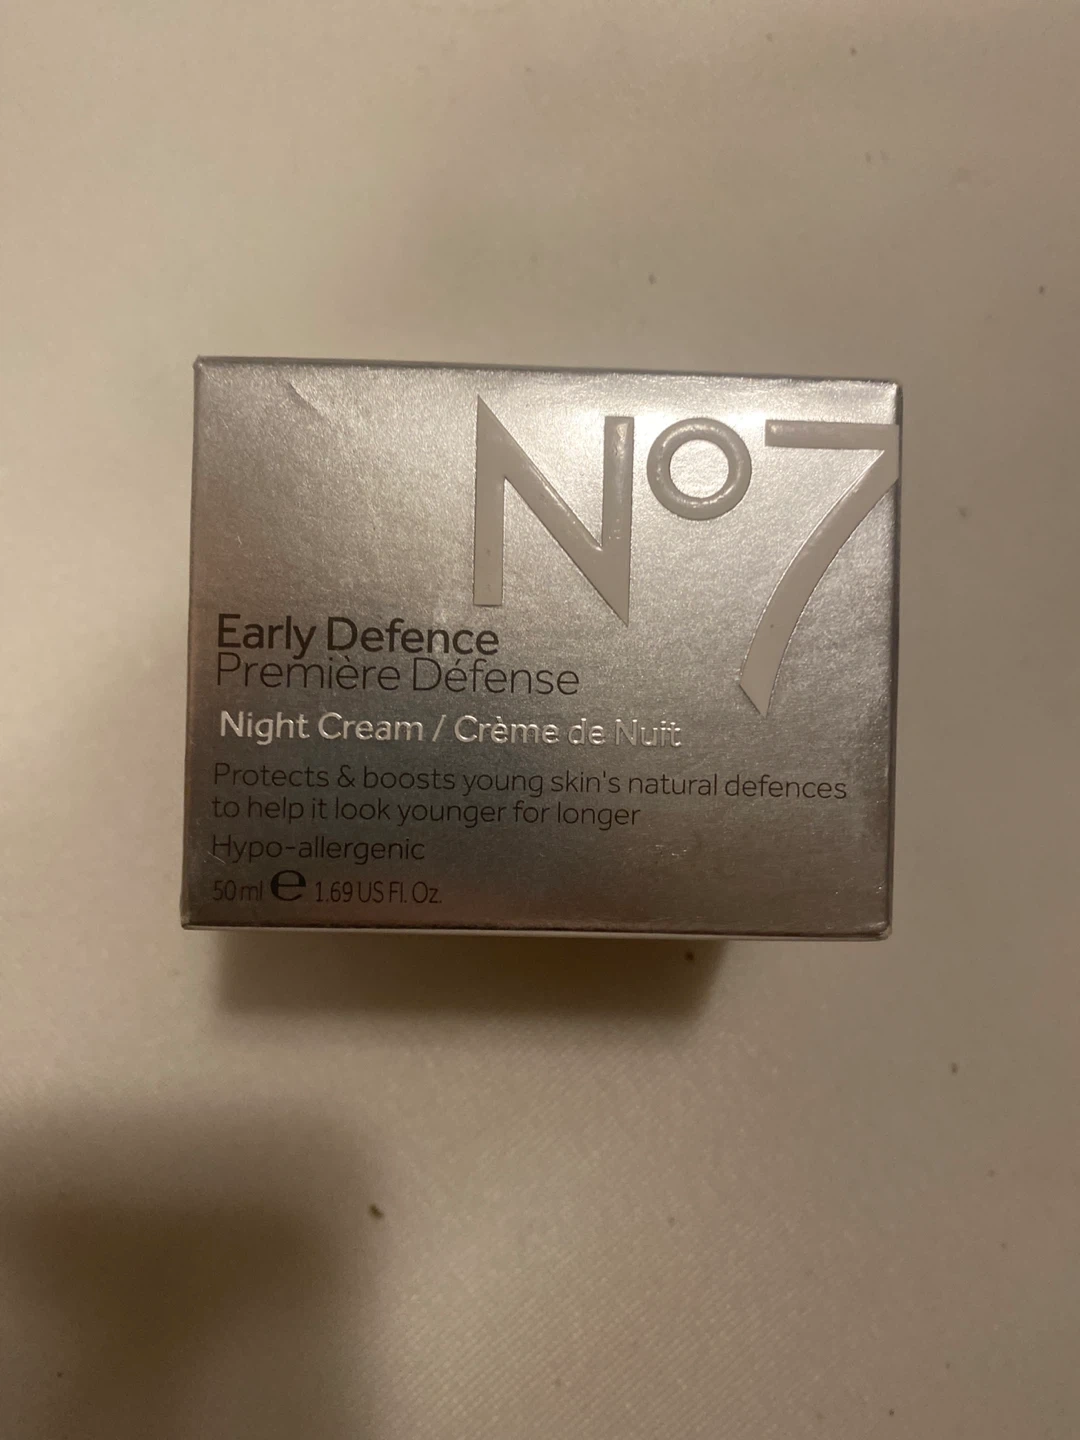 Nº7
Early Defence
Première Défense
Night Cream / Crème de Nuit
Protects & boosts young skin's natural defences
to help it look younger for longer
Hypo-allergenic
50 ml ℮ 1.69 US Fl. Oz.